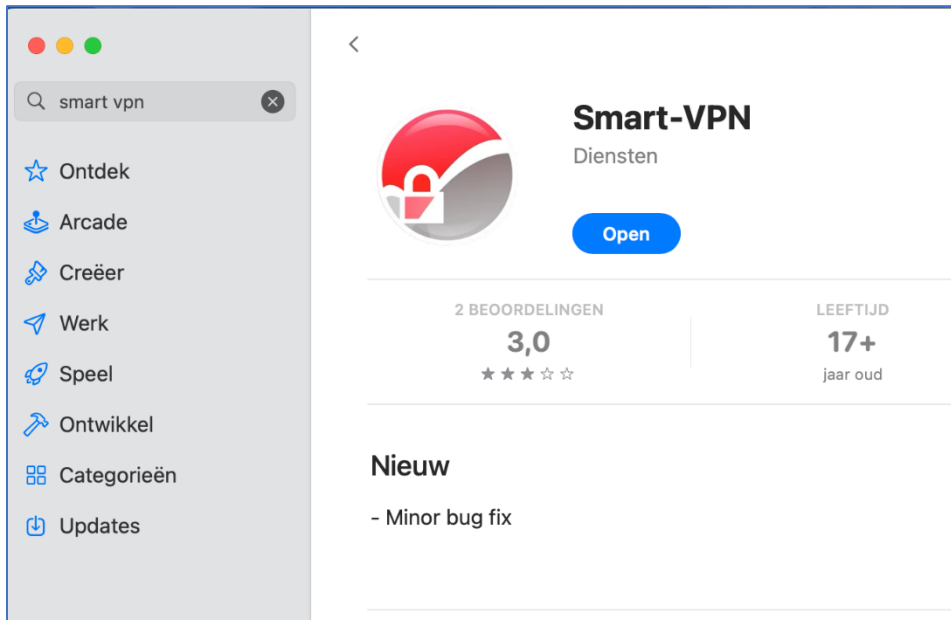 smart vpn
Ontdek
Arcade
Creëer
Werk
Speel
Ontwikkel
Categorieën
Updates
Smart-VPN
Diensten
Open
2 BEOORDELINGEN
3,0
LEEFTIJD
17+
jaar oud
Nieuw
- Minor bug fix